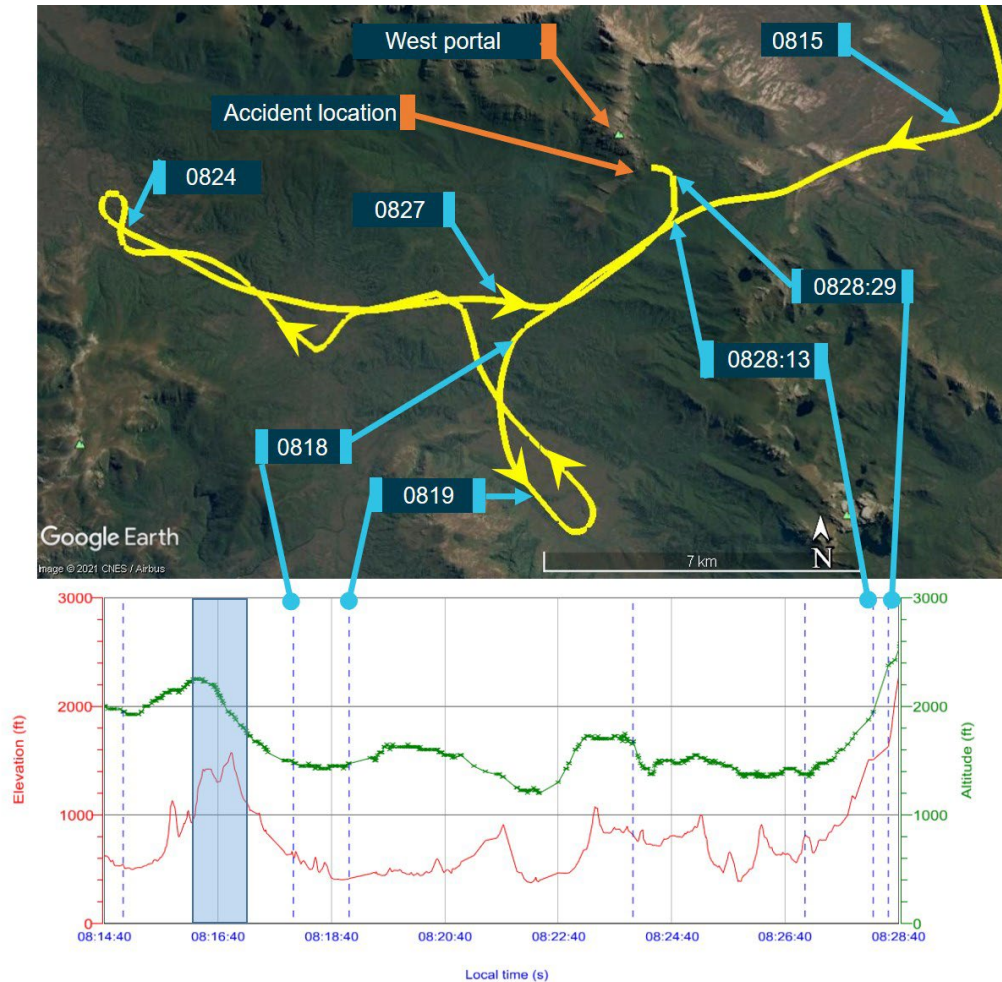 West portal
0815
Accident location
0824
0827
0828:29
0828:13
0818
0819
Google Earth
Image © 2021 CNES / Airbus
7 km
N
3000
3000
2000
2000
1000
1000
0
0
Elevation (ft)
Altitude (ft)
08:14:40
08:16:40
08:18:40
08:20:40
08:22:40
08:24:40
08:26:40
08:28:40
Local time (s)